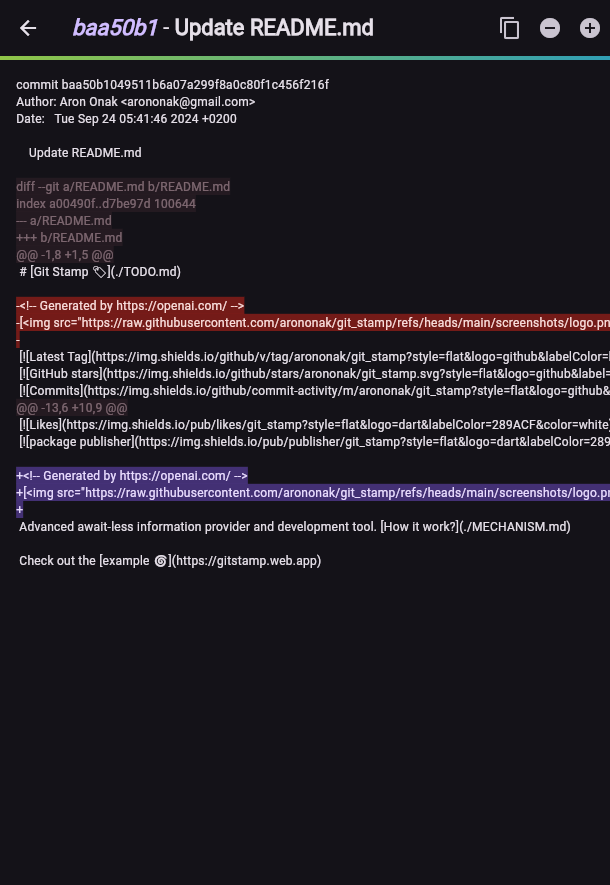 baa50b1 - Update README.md
commit baa50b1049511b6a07a299f8a0c80f1c456f216f
Author: Aron Onak <arononak@gmail.com>
Date:   Tue Sep 24 05:41:46 2024 +0200
Update README.md
diff --git a/README.md b/README.md
index a00490f..d7be97d 100644
--- a/README.md
+++ b/README.md
@@ -1,8 +1,5 @@
# [Git Stamp 🏷️](./TODO.md)
-<!-- Generated by https://openai.com/ -->
-[<img src="https://raw.githubusercontent.com/arononak/git_stamp/refs/heads/main/screenshots/logo.pn
-
[![Latest Tag](https://img.shields.io/github/v/tag/arononak/git_stamp?style=flat&logo=github&labelColor=
[![GitHub stars](https://img.shields.io/github/stars/arononak/git_stamp.svg?style=flat&logo=github&label=
[![Commits](https://img.shields.io/github/commit-activity/m/arononak/git_stamp?style=flat&logo=github&
@@ -13,6 +10,9 @@
[![Likes](https://img.shields.io/pub/likes/git_stamp?style=flat&logo=dart&labelColor=289ACF&color=white)
[![package publisher](https://img.shields.io/pub/publisher/git_stamp?style=flat&logo=dart&labelColor=289
+<!-- Generated by https://openai.com/ -->
+[<img src="https://raw.githubusercontent.com/arononak/git_stamp/refs/heads/main/screenshots/logo.pn
+
Advanced await-less information provider and development tool. [How it work?](./MECHANISM.md)
Check out the [example 🌀](https://gitstamp.web.app)